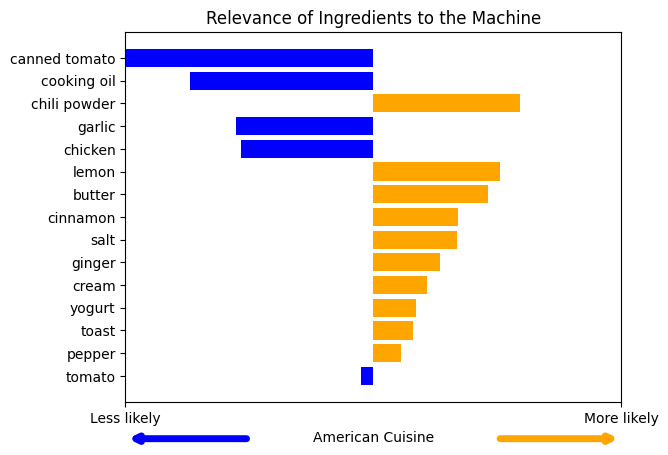 Relevance of Ingredients to the Machine
canned tomato
cooking oil
chili powder
garlic
chicken
lemon
butter
cinnamon
salt
ginger
cream
yogurt
toast
pepper
tomato
Less likely
More likely
American Cuisine